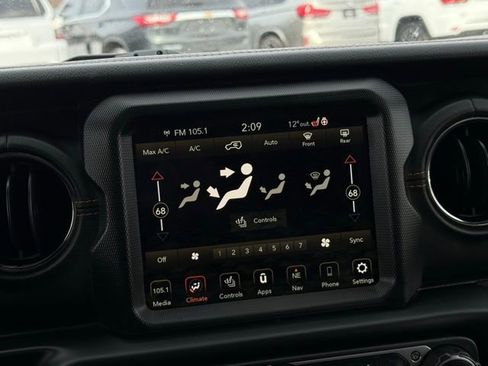 FM 105.1 2:09 12° out.
Max A/C A/C Auto Front Rear
68 68
Controls
Off 1 2 3 4 5 6 7 Sync
105.1 NE
Media Climate Controls Apps Nav Phone Settings